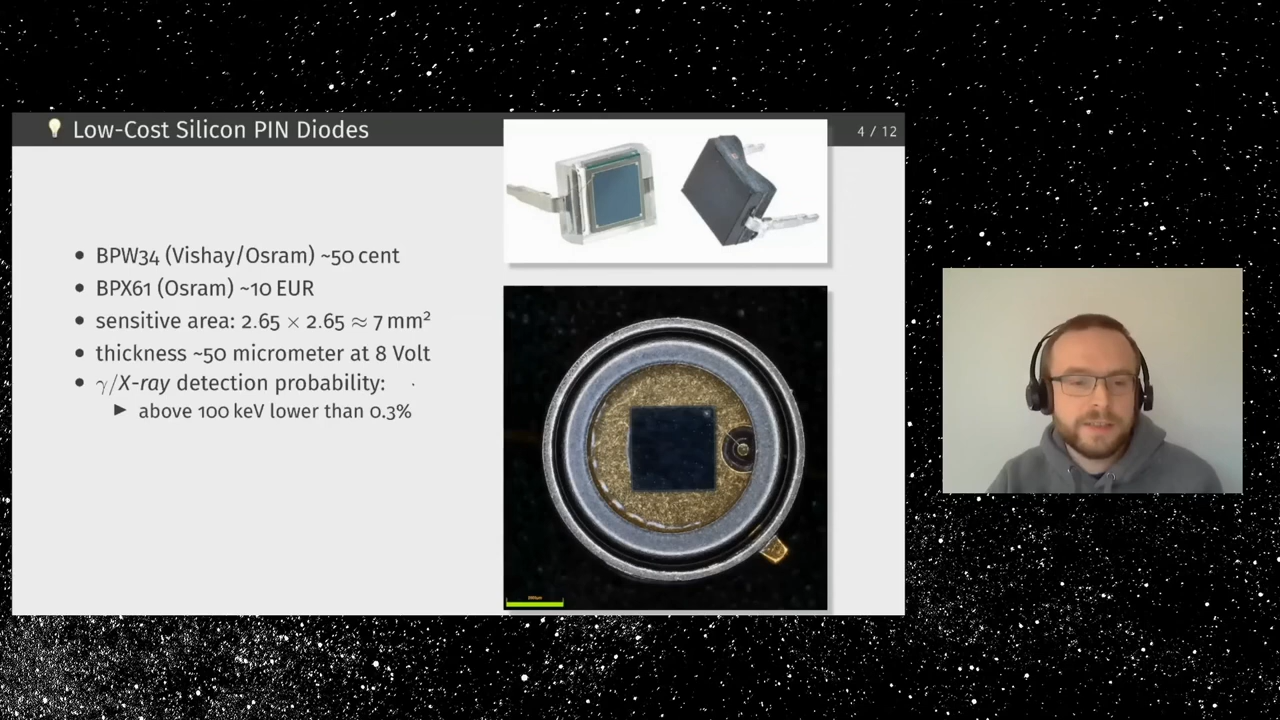 Low-Cost Silicon PIN Diodes
4 / 12
• BPW34 (Vishay/Osram) ~50 cent
• BPX61 (Osram) ~10 EUR
• sensitive area: 2.65 × 2.65 ≈ 7 mm²
• thickness ~50 micrometer at 8 Volt
• γ/X-ray detection probability:
▶ above 100 keV lower than 0.3%